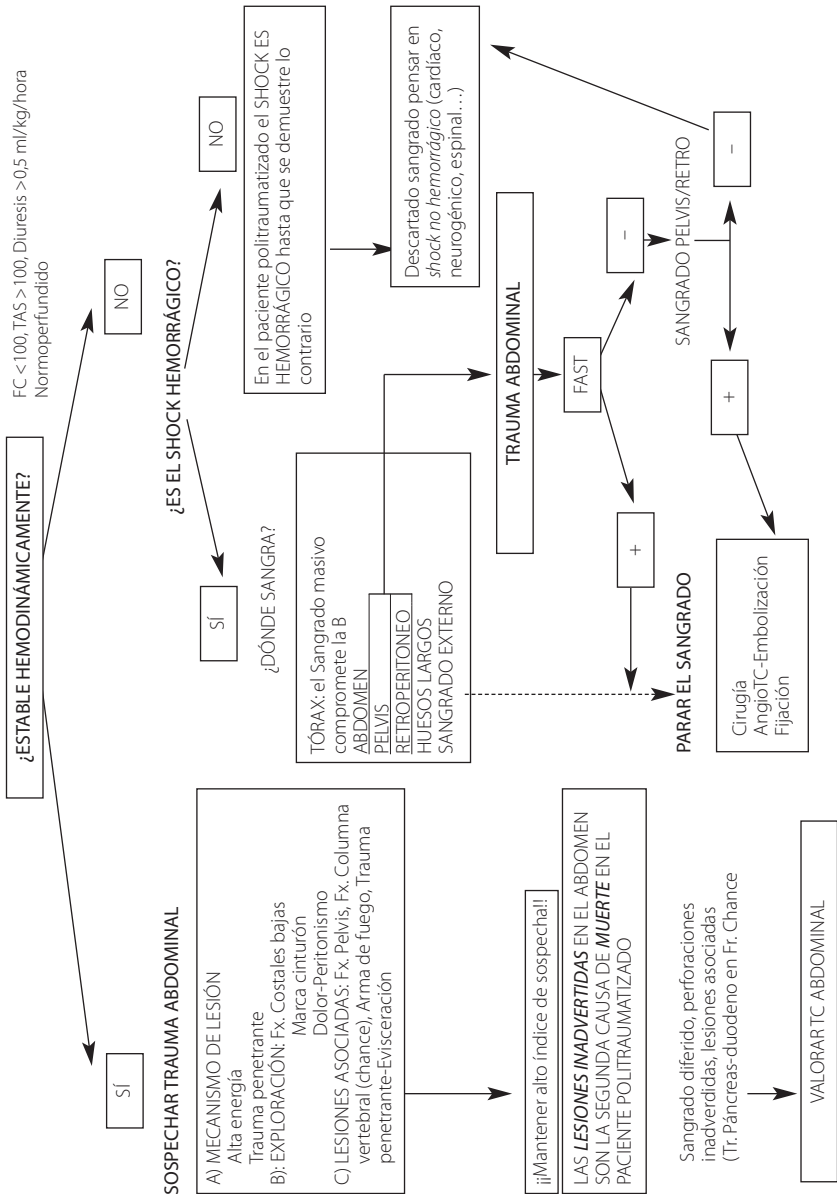 ¿ESTABLE HEMODINÁMICAMENTE?
FC <100, TAS > 100, Diuresis > 0,5 ml/kg/hora
Normoperfundido
SÍ
NO
SOSPECHAR TRAUMA ABDOMINAL
A) MECANISMO DE LESIÓN
Alta energía
Trauma penetrante
B): EXPLORACIÓN: Fx. Costales bajas
Marca cinturón
Dolor-Peritonismo
C) LESIONES ASOCIADAS: Fx. Pelvis, Fx. Columna
vertebral (chance), Arma de fuego, Trauma
penetrante-Evisceración
¡¡Mantener alto índice de sospecha!!
LAS LESIONES INADVERTIDAS EN EL ABDOMEN
SON LA SEGUNDA CAUSA DE MUERTE EN EL
PACIENTE POLITRAUMATIZADO
Sangrado diferido, perforaciones
inadverdidas, lesiones asociadas
(Tr. Páncreas-duodeno en Fr. Chance
VALORAR TC ABDOMINAL
¿ES EL SHOCK HEMORRÁGICO?
SÍ
NO
¿DÓNDE SANGRA?
TÓRAX: el Sangrado masivo
compromete la B
ABDOMEN
PELVIS
RETROPERITONEO
HUESOS LARGOS
SANGRADO EXTERNO
En el paciente politraumatizado el SHOCK ES
HEMORRÁGICO hasta que se demuestre lo
contrario
Descartado sangrado pensar en
shock no hemorrágico (cardíaco,
neurogénico, espinal…)
TRAUMA ABDOMINAL
FAST
+
–
SANGRADO PELVIS/RETRO
+
–
PARAR EL SANGRADO
Cirugía
AngioTC-Embolización
Fijación